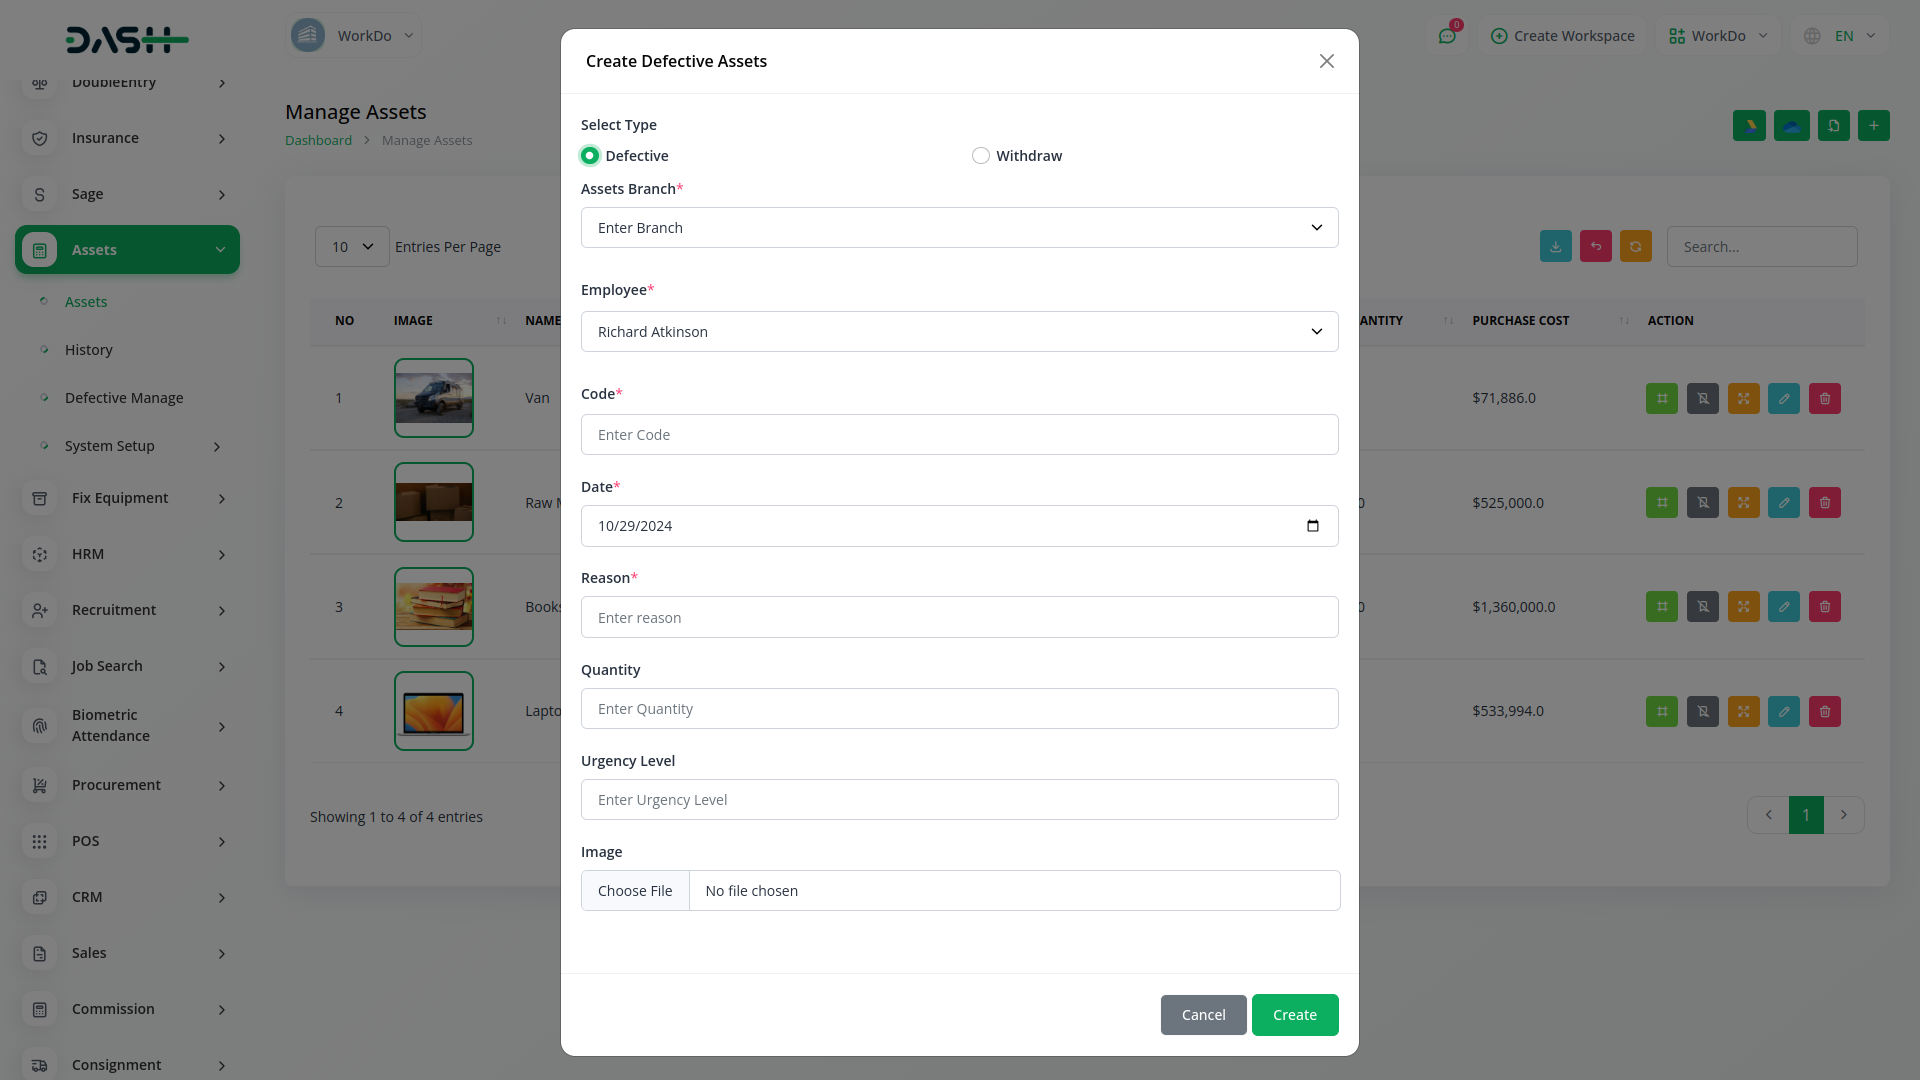 DASH
WorkDo
0
Create Workspace
WorkDo
EN
DoubleEntry
Insurance
Sage
Assets
Assets
History
Defective Manage
System Setup
Fix Equipment
HRM
Recruitment
Job Search
Biometric
Attendance
Procurement
POS
CRM
Sales
Commission
Consignment
Manage Assets
Dashboard > Manage Assets
10 Entries Per Page
Search...
NO IMAGE NAME ANTITY PURCHASE COST ACTION
1 Van $71,886.0
2 Raw M 0 $525,000.0
3 Books 0 $1,360,000.0
4 Lapto $533,994.0
Showing 1 to 4 of 4 entries
1
Create Defective Assets
Select Type
Defective Withdraw
Assets Branch*
Enter Branch
Employee*
Richard Atkinson
Code*
Enter Code
Date*
10/29/2024
Reason*
Enter reason
Quantity
Enter Quantity
Urgency Level
Enter Urgency Level
Image
Choose File No file chosen
Cancel Create